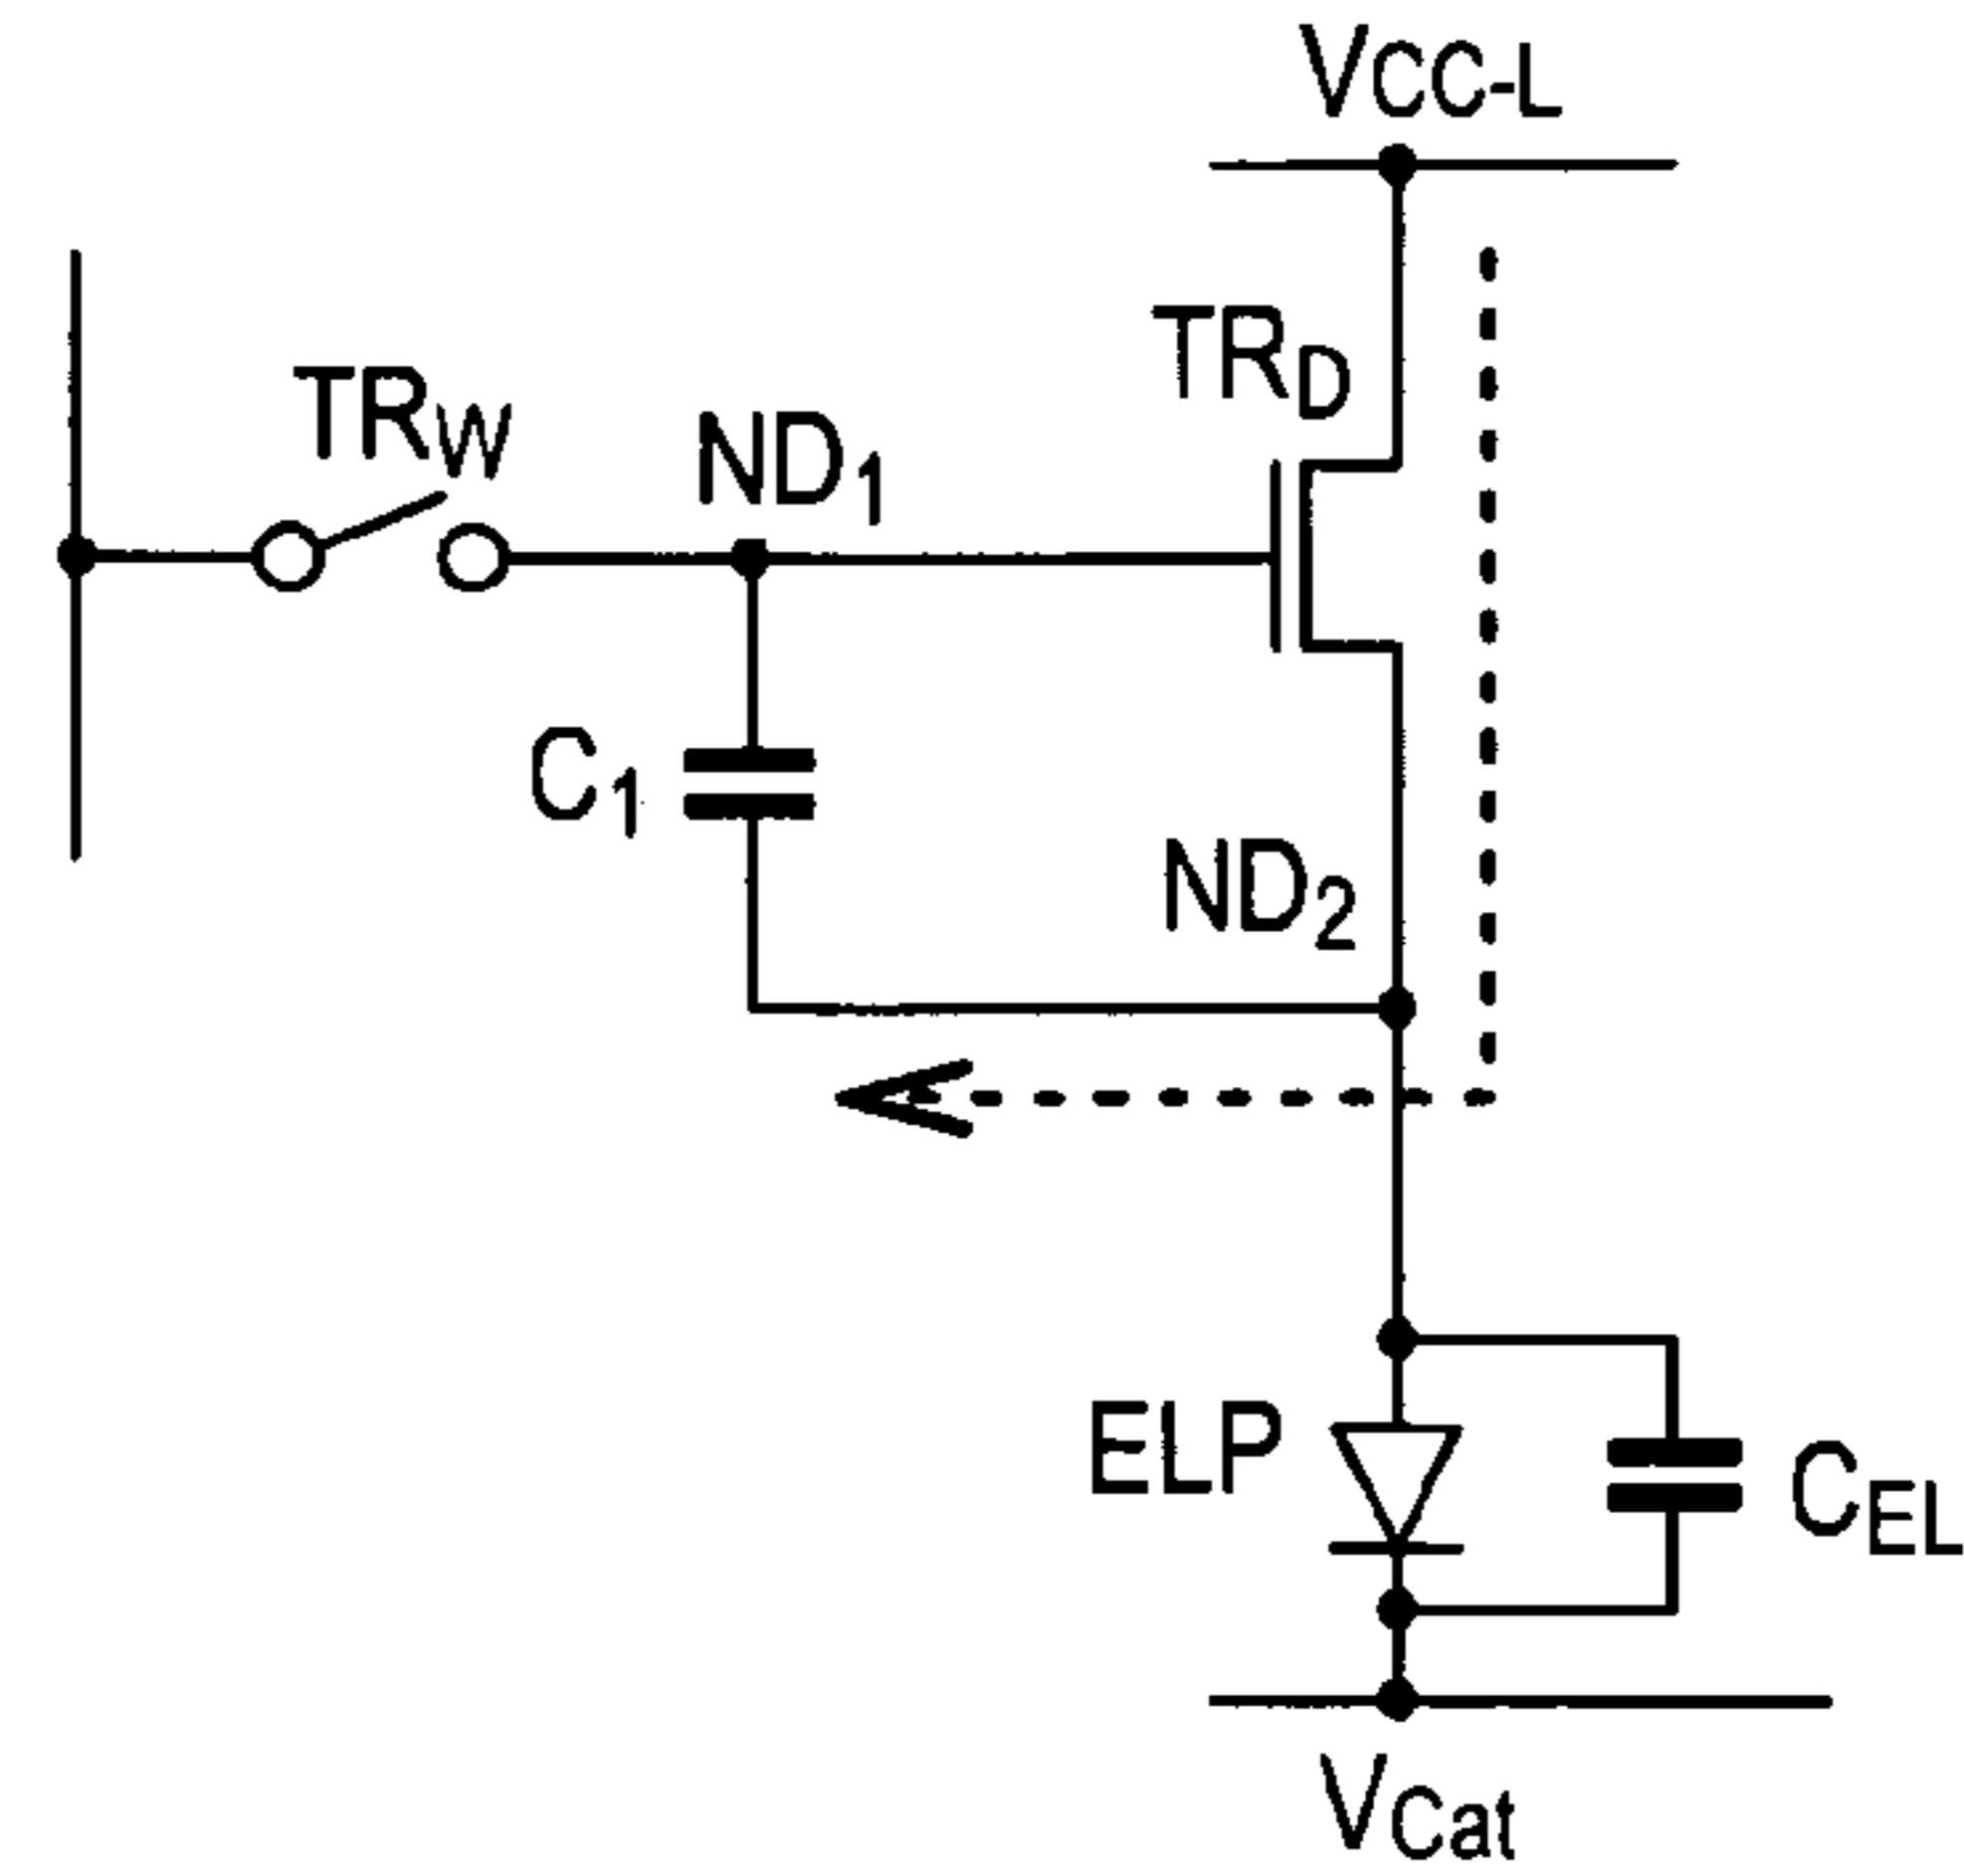 VCC-L
TRD
TRW
ND1
C1
ND2
ELP
CEL
VCat